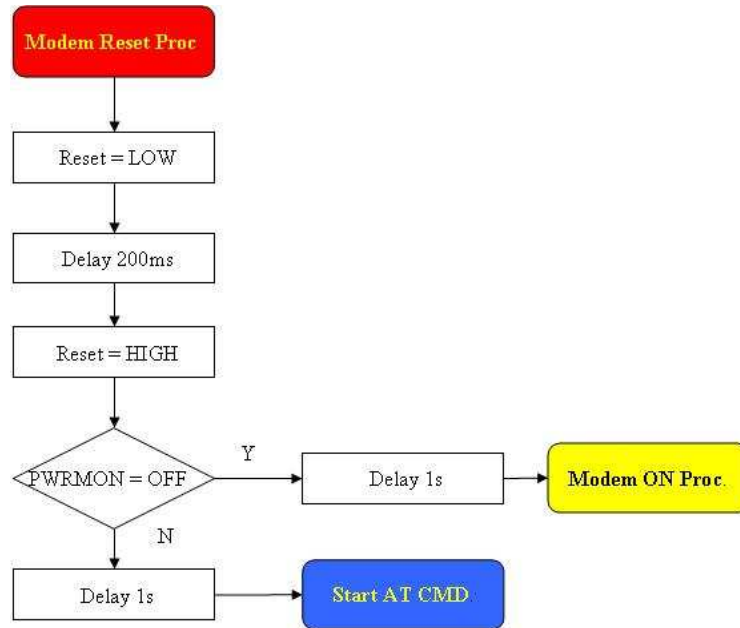 Modem Reset Proc
Reset = LOW
Delay 200ms
Reset = HIGH
PWRMON = OFF
Y
Delay 1s
Modem ON Proc.
N
Delay 1s
Start AT CMD